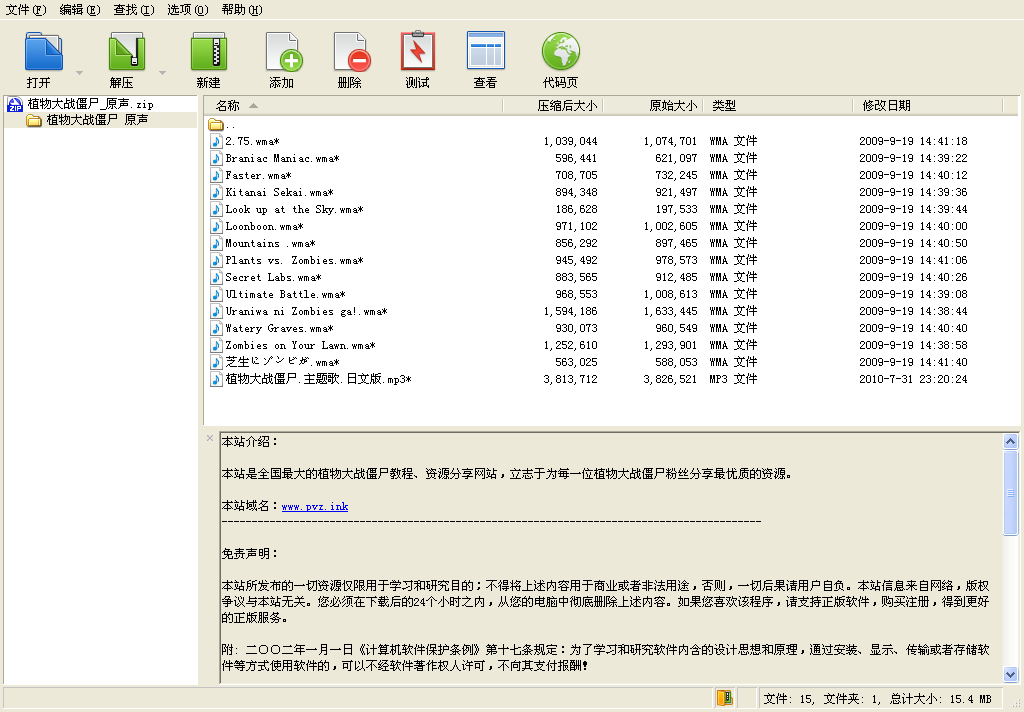 文件(F) 编辑(E) 查找(I) 选项(O) 帮助(H)
打开 解压 新建 添加 删除 测试 查看 代码页
植物大战僵尸_原声.zip
植物大战僵尸 原声
名称 压缩后大小 原始大小 类型 修改日期
..
2.75.wma* 1,039,044 1,074,701 WMA 文件 2009-9-19 14:41:18
Braniac Maniac.wma* 596,441 621,097 WMA 文件 2009-9-19 14:39:22
Faster.wma* 708,705 732,245 WMA 文件 2009-9-19 14:40:12
Kitanai Sekai.wma* 894,348 921,497 WMA 文件 2009-9-19 14:39:36
Look up at the Sky.wma* 186,628 197,533 WMA 文件 2009-9-19 14:39:44
Loonboon.wma* 971,102 1,002,605 WMA 文件 2009-9-19 14:40:00
Mountains .wma* 856,292 897,465 WMA 文件 2009-9-19 14:40:50
Plants vs. Zombies.wma* 945,492 978,573 WMA 文件 2009-9-19 14:41:06
Secret Labs.wma* 883,565 912,485 WMA 文件 2009-9-19 14:40:26
Ultimate Battle.wma* 968,553 1,008,613 WMA 文件 2009-9-19 14:39:08
Uraniwa ni Zombies ga!.wma* 1,594,186 1,633,445 WMA 文件 2009-9-19 14:38:44
Watery Graves.wma* 930,073 960,549 WMA 文件 2009-9-19 14:40:40
Zombies on Your Lawn.wma* 1,252,610 1,293,901 WMA 文件 2009-9-19 14:38:58
芝生にゾンビが.wma* 563,025 588,053 WMA 文件 2009-9-19 14:41:40
植物大战僵尸.主题歌.日文版.mp3* 3,813,712 3,826,521 MP3 文件 2010-7-31 23:20:24
本站介绍：
本站是全国最大的植物大战僵尸教程、资源分享网站，立志于为每一位植物大战僵尸粉丝分享最优质的资源。
本站域名：www.pvz.ink
------------------------------------------------------------------------------------------
免责声明：
本站所发布的一切资源仅限用于学习和研究目的；不得将上述内容用于商业或者非法用途，否则，一切后果请用户自负。本站信息来自网络，版权
争议与本站无关。您必须在下载后的24个小时之内，从您的电脑中彻底删除上述内容。如果您喜欢该程序，请支持正版软件，购买注册，得到更好
的正版服务。
附: 二〇〇二年一月一日《计算机软件保护条例》第十七条规定：为了学习和研究软件内含的设计思想和原理，通过安装、显示、传输或者存储软
件等方式使用软件的，可以不经软件著作权人许可，不向其支付报酬！
文件: 15, 文件夹: 1, 总计大小: 15.4 MB